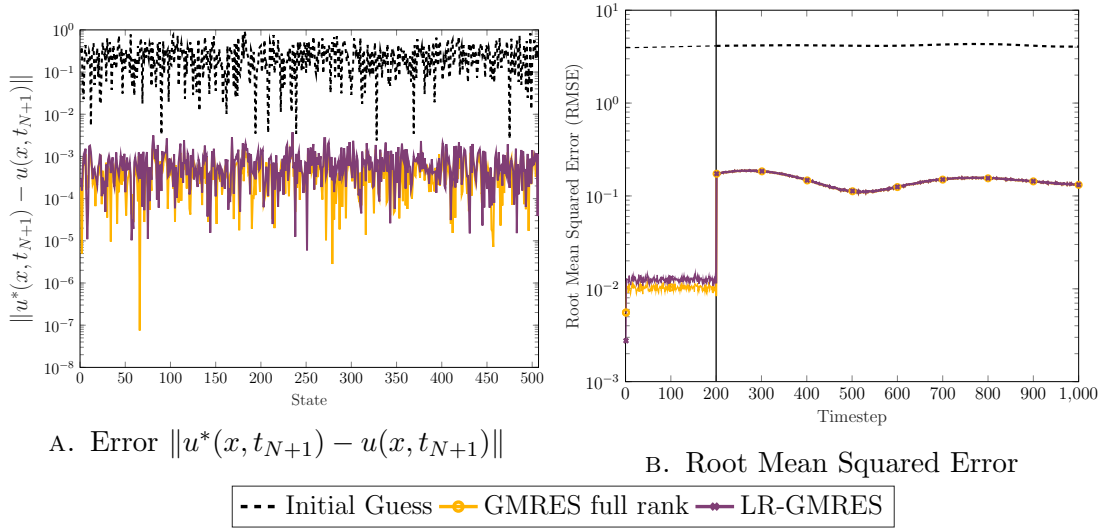 10^0
10^-1
10^-2
10^-3
10^-4
10^-5
10^-6
10^-7
10^-8
‖u*(x, t_{N+1}) − u(x, t_{N+1})‖
0 50 100 150 200 250 300 350 400 450 500
State
A. Error ‖u*(x, t_{N+1}) − u(x, t_{N+1})‖
10^1
10^0
10^-1
10^-2
10^-3
Root Mean Squared Error (RMSE)
0 100 200 300 400 500 600 700 800 900 1,000
Timestep
B. Root Mean Squared Error
Initial Guess GMRES full rank LR-GMRES